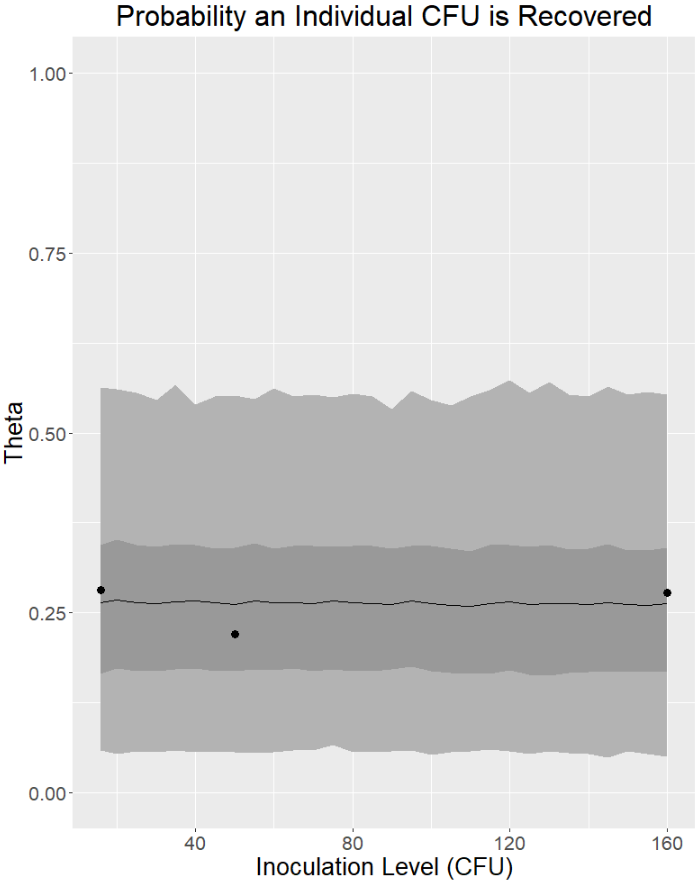 Probability an Individual CFU is Recovered
1.00
0.75
0.50
0.25
0.00
Theta
40 80 120 160
Inoculation Level (CFU)